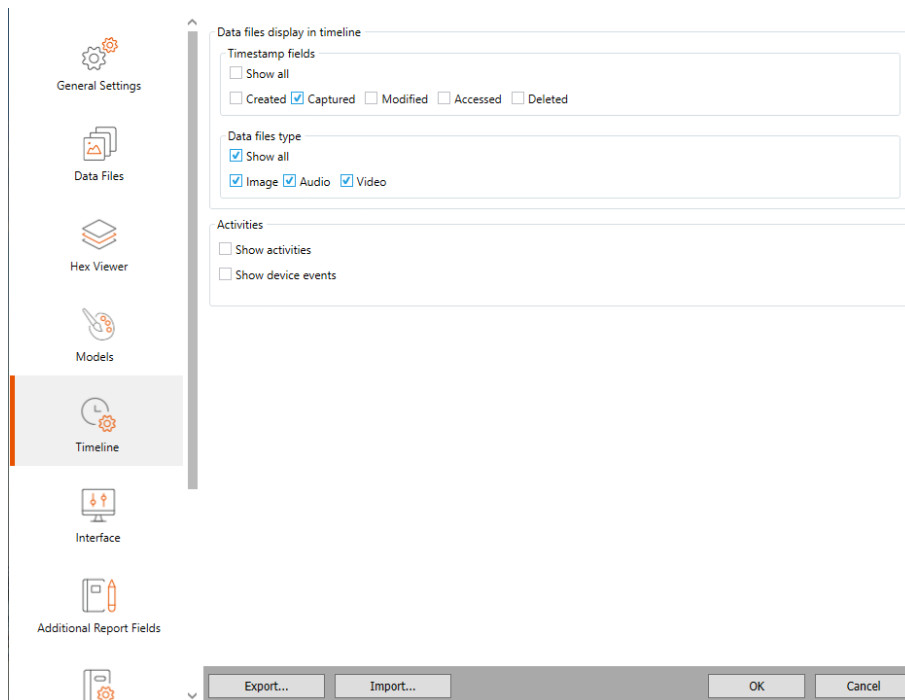 General Settings
Data Files
Hex Viewer
Models
Timeline
Interface
Additional Report Fields
Data files display in timeline
Timestamp fields
Show all
Created Captured Modified Accessed Deleted
Data files type
Show all
Image Audio Video
Activities
Show activities
Show device events
Export... Import... OK Cancel